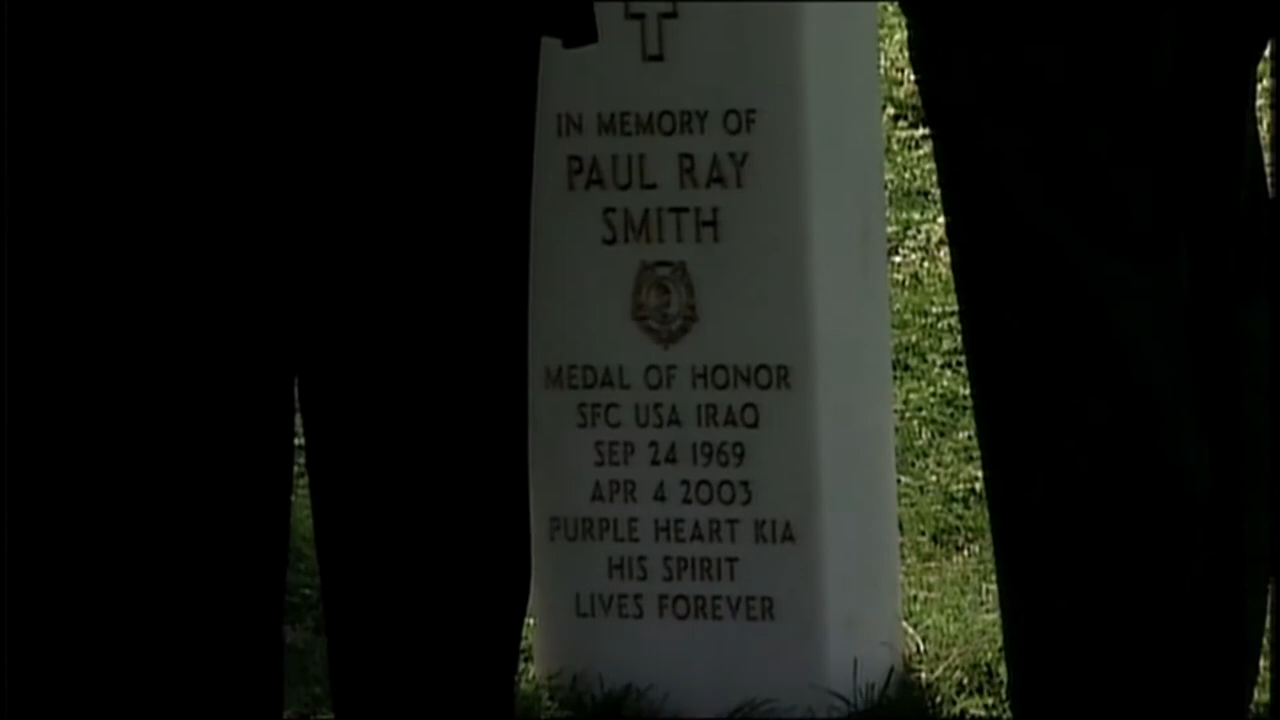 IN MEMORY OF
PAUL RAY
SMITH
MEDAL OF HONOR
SFC USA IRAQ
SEP 24 1969
APR 4 2003
PURPLE HEART KIA
HIS SPIRIT
LIVES FOREVER